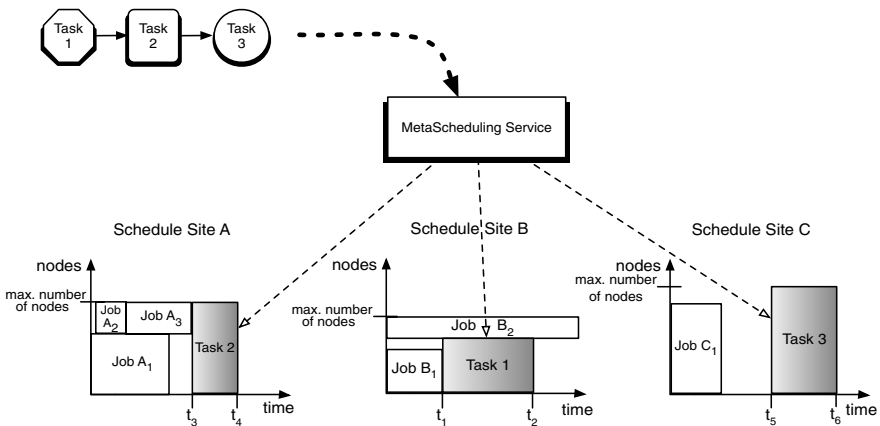 Task
1
Task
2
Task
3
MetaScheduling Service
Schedule Site A
nodes
max. number
of nodes
Job
A2
Job A3
Job A1
Task 2
t3
t4
time
Schedule Site B
nodes
max. number
of nodes
Job B2
Job B1
Task 1
t1
t2
time
Schedule Site C
nodes
max. number
of nodes
Job C1
Task 3
t5
t6
time